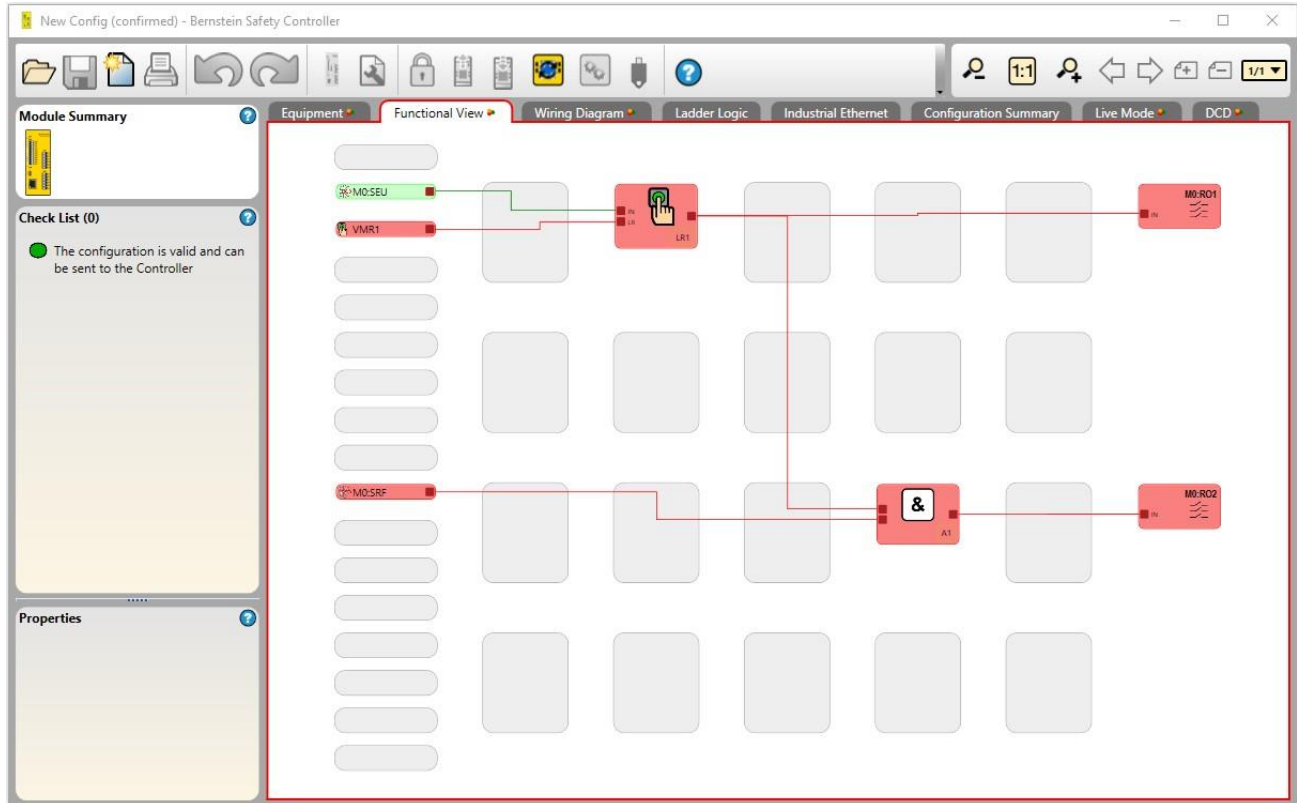 New Config (confirmed) - Bernstein Safety Controller
1:1
1/1
Module Summary
Equipment
Functional View
Wiring Diagram
Ladder Logic
Industrial Ethernet
Configuration Summary
Live Mode
DCD
M0:SEU
VMR1
IN
LR
LR1
M0:RO1
IN
Check List (0)
The configuration is valid and can
be sent to the Controller
M0:SRF
&
A1
M0:RO2
IN
Properties